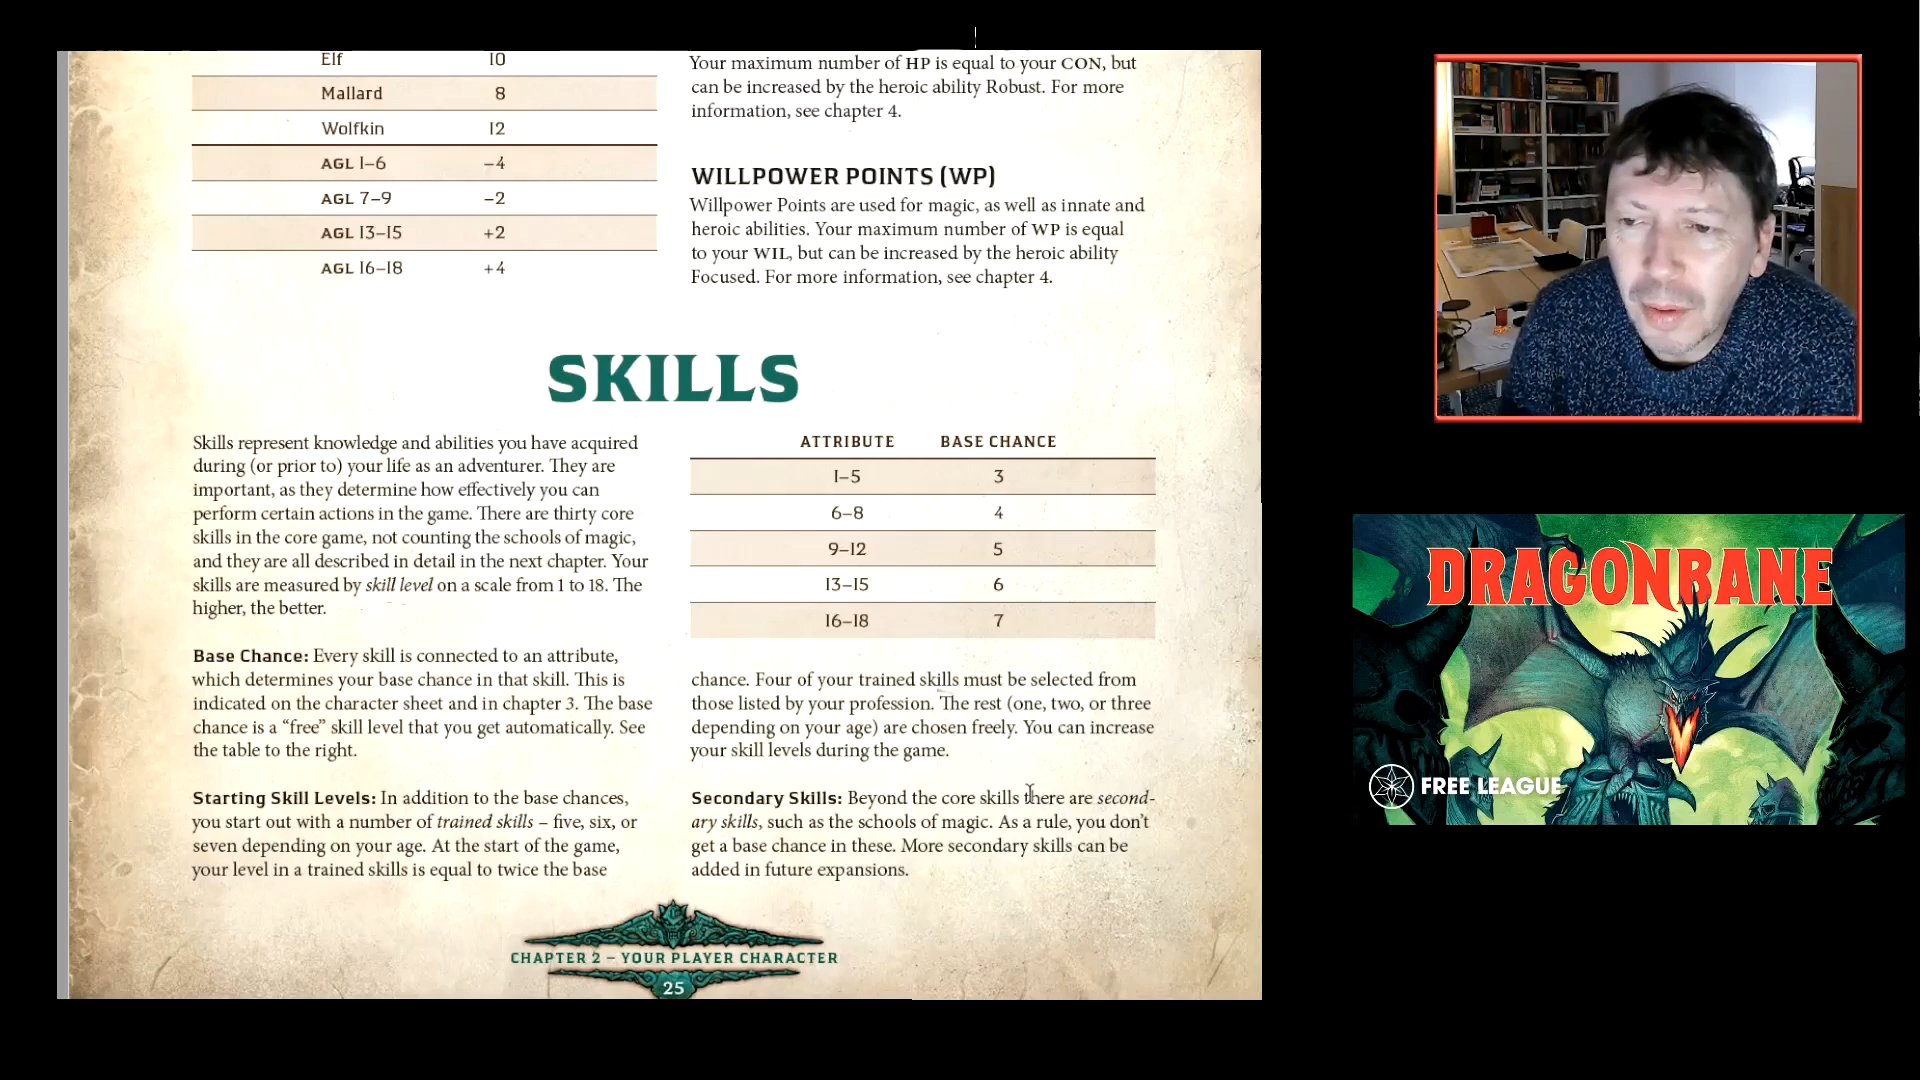 Elf 10
Mallard 8
Wolfkin 12
AGL 1–6 –4
AGL 7–9 –2
AGL 13–15 +2
AGL 16–18 +4
Your maximum number of HP is equal to your CON, but
can be increased by the heroic ability Robust. For more
information, see chapter 4.
WILLPOWER POINTS (WP)
Willpower Points are used for magic, as well as innate and
heroic abilities. Your maximum number of WP is equal
to your WIL, but can be increased by the heroic ability
Focused. For more information, see chapter 4.
SKILLS
Skills represent knowledge and abilities you have acquired
during (or prior to) your life as an adventurer. They are
important, as they determine how effectively you can
perform certain actions in the game. There are thirty core
skills in the core game, not counting the schools of magic,
and they are all described in detail in the next chapter. Your
skills are measured by skill level on a scale from 1 to 18. The
higher, the better.
Base Chance: Every skill is connected to an attribute,
which determines your base chance in that skill. This is
indicated on the character sheet and in chapter 3. The base
chance is a “free” skill level that you get automatically. See
the table to the right.
Starting Skill Levels: In addition to the base chances,
you start out with a number of trained skills – five, six, or
seven depending on your age. At the start of the game,
your level in a trained skills is equal to twice the base
ATTRIBUTE BASE CHANCE
1–5 3
6–8 4
9–12 5
13–15 6
16–18 7
chance. Four of your trained skills must be selected from
those listed by your profession. The rest (one, two, or three
depending on your age) are chosen freely. You can increase
your skill levels during the game.
Secondary Skills: Beyond the core skills there are second-
ary skills, such as the schools of magic. As a rule, you don’t
get a base chance in these. More secondary skills can be
added in future expansions.
CHAPTER 2 – YOUR PLAYER CHARACTER
25
DRAGONBANE
FREE LEAGUE